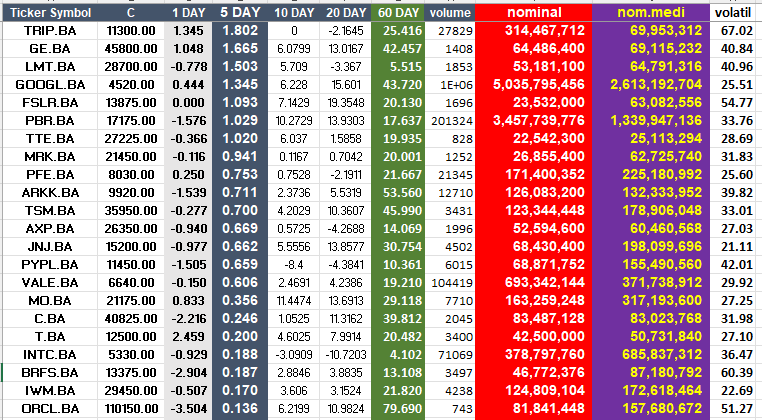 Ticker Symbol C 1 DAY 5 DAY 10 DAY 20 DAY 60 DAY volume nominal nom.medi volatil
TRIP.BA 11300.00 1.345 1.802 0 -2.1645 25.416 27829 314,467,712 69,953,312 67.02
GE.BA 45800.00 1.048 1.665 6.0799 13.0167 42.457 1408 64,486,400 69,115,232 40.84
LMT.BA 28700.00 -0.778 1.503 5.709 -3.367 5.515 1853 53,181,100 64,791,316 40.96
GOOGL.BA 4520.00 0.444 1.345 6.228 15.601 43.720 1E+06 5,035,795,456 2,613,192,704 25.51
FSLR.BA 13875.00 0.000 1.093 7.1429 19.3548 20.130 1696 23,532,000 63,082,556 54.77
PBR.BA 17175.00 -1.576 1.029 10.2729 13.9303 17.637 201324 3,457,739,776 1,339,947,136 33.76
TTE.BA 27225.00 -0.366 1.020 6.037 1.5858 19.935 828 22,542,300 25,113,294 28.69
MRK.BA 21450.00 -0.116 0.941 0.1167 0.7042 20.001 1252 26,855,400 62,725,740 31.83
PFE.BA 8030.00 0.250 0.753 0.7528 -2.1911 21.667 21345 171,400,352 225,180,992 25.60
ARKK.BA 9920.00 -1.539 0.711 2.3736 5.5319 53.560 12710 126,083,200 132,333,952 39.82
TSM.BA 35950.00 -0.277 0.700 4.2029 10.3607 45.990 3431 123,344,448 178,906,048 33.01
AXP.BA 26350.00 -0.940 0.669 0.5725 -4.2688 14.069 1996 52,594,600 60,460,568 27.03
JNJ.BA 15200.00 -0.977 0.662 5.5556 13.8577 30.754 4502 68,430,400 198,099,696 21.11
PYPL.BA 11450.00 -1.505 0.659 -8.4 -4.3841 10.361 6015 68,871,752 155,490,560 42.01
VALE.BA 6640.00 -0.150 0.606 2.4691 4.2386 19.210 104419 693,342,144 371,738,912 29.92
MO.BA 21175.00 0.833 0.356 11.4474 13.6913 29.118 7710 163,259,248 317,193,600 27.25
C.BA 40825.00 -2.216 0.246 1.0525 11.3162 39.812 2045 83,487,128 83,023,768 31.98
T.BA 12500.00 2.459 0.200 4.6025 7.9914 20.482 3400 42,500,000 50,731,840 27.10
INTC.BA 5330.00 -0.929 0.188 -3.0909 -10.7203 4.102 71069 378,797,760 685,837,312 36.47
BRFS.BA 13375.00 -2.904 0.187 2.8846 3.8835 13.108 3497 46,772,376 87,180,792 60.39
IWM.BA 29450.00 -0.507 0.170 3.606 3.1524 21.820 4238 124,809,104 172,618,464 22.69
ORCL.BA 110150.00 -3.504 0.136 6.2199 10.9824 79.690 743 81,841,448 157,680,672 51.27